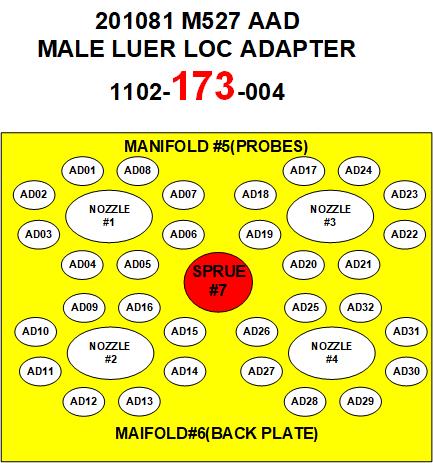 201081 M527 AAD
MALE LUER LOC ADAPTER
1102-173-004
MANIFOLD #5(PROBES)
AD01 AD08 AD17 AD24
AD02 AD07 AD18 AD23
NOZZLE #1 NOZZLE #3
AD03 AD06 AD19 AD22
AD04 AD05 AD20 AD21
SPRUE #7
AD09 AD16 AD25 AD32
AD10 AD15 AD26 AD31
NOZZLE #2 NOZZLE #4
AD11 AD14 AD27 AD30
AD12 AD13 AD28 AD29
MAIFOLD#6(BACK PLATE)